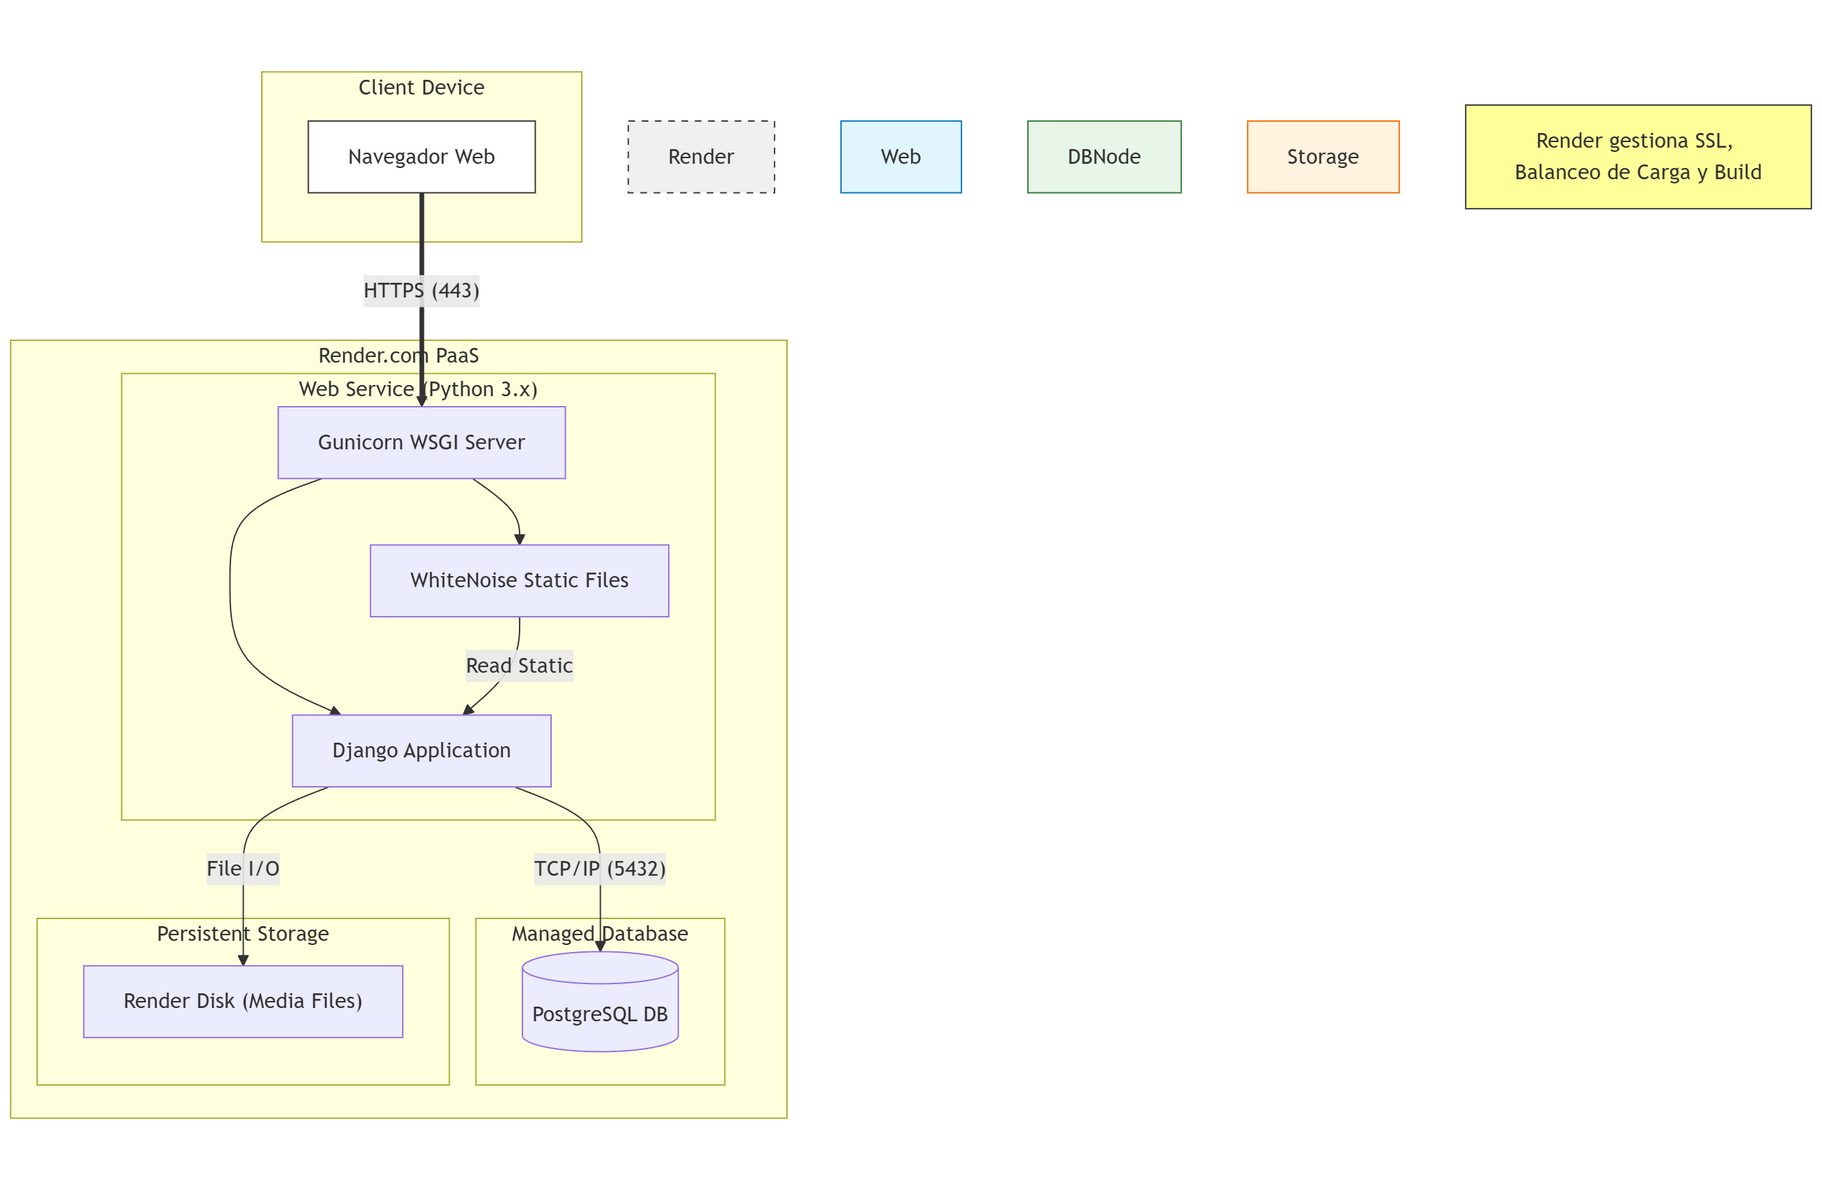 Client Device
Navegador Web
Render
Web
DBNode
Storage
Render gestiona SSL,
Balanceo de Carga y Build
HTTPS (443)
Render.com PaaS
Web Service (Python 3.x)
Gunicorn WSGI Server
WhiteNoise Static Files
Read Static
Django Application
File I/O
TCP/IP (5432)
Persistent Storage
Managed Database
Render Disk (Media Files)
PostgreSQL DB